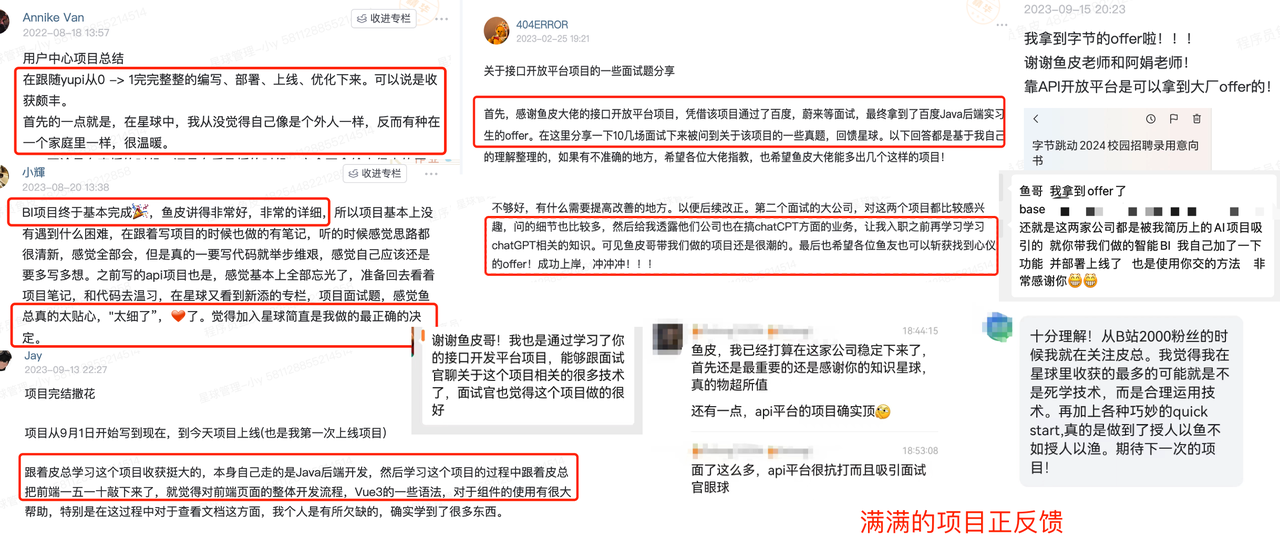 Annike Van
收进专栏
2022-08-18 13:57
用户中心项目总结
在跟随yupi从0 -> 1完完整整的编写、部署、上线、优化下来。可以说是收
获颇丰。
首先的一点就是，在星球中，我从没觉得自己像是个外人一样，反而有种在
一个家庭里一样，很温暖。
小輝
收进专栏
2023-08-20 13:38
BI项目终于基本完成🎉，鱼皮讲得非常好，非常的详细，所以项目基本上没
有遇到什么困难，在跟着写项目的时候也做的有笔记，听的时候感觉思路都
很清晰，感觉全部会，但是真的一要写代码就举步维艰，感觉自己应该还是
要多写多想。之前写的api项目也是，感觉基本上全部忘光了，准备回去看着
项目笔记，和代码去温习，在星球又看到新添的专栏，项目面试题，感觉鱼
总真的太贴心，"太细了"，❤️了。觉得加入星球简直是我做的最正确的决
定。
Jay
2023-09-13 22:27
项目完结撒花
项目从9月1日开始写到现在，到今天项目上线(也是我第一次上线项目)
跟着皮总学习这个项目收获挺大的，本身自己走的是Java后端开发，然后学习这个项目的过程中跟着皮总
把前端一五一十敲下来了，就觉得对前端页面的整体开发流程，Vue3的一些语法，对于组件的使用有很大
帮助，特别是在这过程中对于查看文档这方面，我个人是有所欠缺的，确实学到了很多东西。
404ERROR
2023-02-25 19:21
关于接口开放平台项目的一些面试题分享
首先，感谢鱼皮大佬的接口开放平台项目，凭借该项目通过了百度，蔚来等面试，最终拿到了百度Java后端实习
生的offer。在这里分享一下10几场面试下来被问到关于该项目的一些真题，回馈星球。以下回答都是基于我自己
的理解整理的，如果有不准确的地方，希望各位大佬指教，也希望鱼皮大佬能多出几个这样的项目！
不够好，有什么需要提高改善的地方。以便后续改正。第二个面试的大公司，对这两个项目都比较感兴
趣，问的细节也比较多，然后给我透露他们公司也在搞chatCPT方面的业务，让我入职之前再学习学习
chatGPT相关的知识。可见鱼皮哥带我们做的项目还是很潮的。最后也希望各位鱼友也可以斩获找到心仪
的offer！成功上岸，冲冲冲！！！
谢谢鱼皮哥！我也是通过学习了你
的接口开发平台项目，能够跟面试
官聊关于这个项目相关的很多技术
了，面试官也觉得这个项目做的很
好
18:44:15
鱼皮，我已经打算在这家公司稳定下来了，
首先还是最重要的还是感谢你的知识星球，
真的物超所值
还有一点，api平台的项目确实顶
18:53:08
面了这么多，api平台很抗打而且吸引面试
官眼球
2023-09-15 20:23
我拿到字节的offer啦！！！
谢谢鱼皮老师和阿娟老师！
靠API开放平台是可以拿到大厂offer的！
字节跳动2024校园招聘录用意向
书
鱼哥 我拿到offer了
base
还就是这两家公司都是被我简历上的AI项目吸
引的 就你带我们做的智能BI 我自己加了一下
功能 并部署上线了 也是使用你交的方法 非
常感谢你😁😁
十分理解！从B站2000粉丝的时
候我就在关注皮总。我觉得我在
星球里收获的最多的可能就是不
是死学技术，而是合理运用技
术。再加上各种巧妙的quick
start,真的是做到了授人以鱼不
如授人以渔。期待下一次的项
目！
满满的项目正反馈